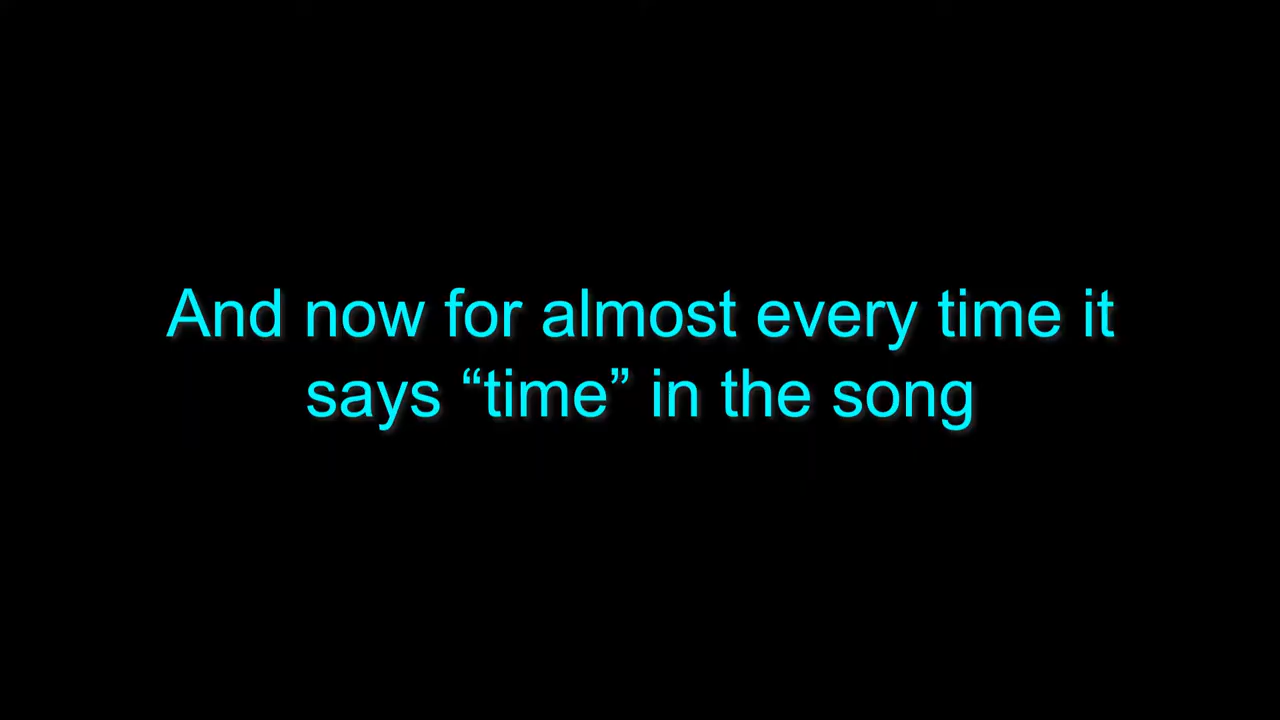 And now for almost every time it
says “time” in the song